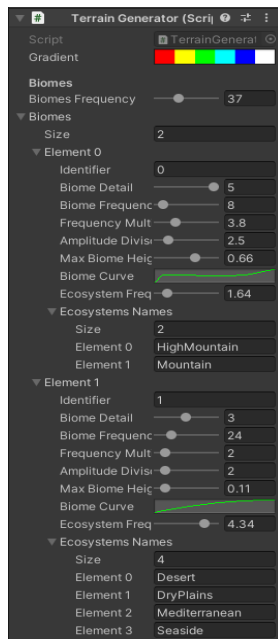 # Terrain Generator (Scri
Script # TerrainGenerat
Gradient
Biomes
Biomes Frequency 37
Biomes
Size 2
Element 0
Identifier 0
Biome Detail 5
Biome Frequenc 8
Frequency Mult 3.8
Amplitude Divis 2.5
Max Biome Heig 0.66
Biome Curve
Ecosystem Freq 1.64
Ecosystems Names
Size 2
Element 0 HighMountain
Element 1 Mountain
Element 1
Identifier 1
Biome Detail 3
Biome Frequenc 24
Frequency Mult 2
Amplitude Divis 2
Max Biome Heig 0.11
Biome Curve
Ecosystem Freq 4.34
Ecosystems Names
Size 4
Element 0 Desert
Element 1 DryPlains
Element 2 Mediterranean
Element 3 Seaside